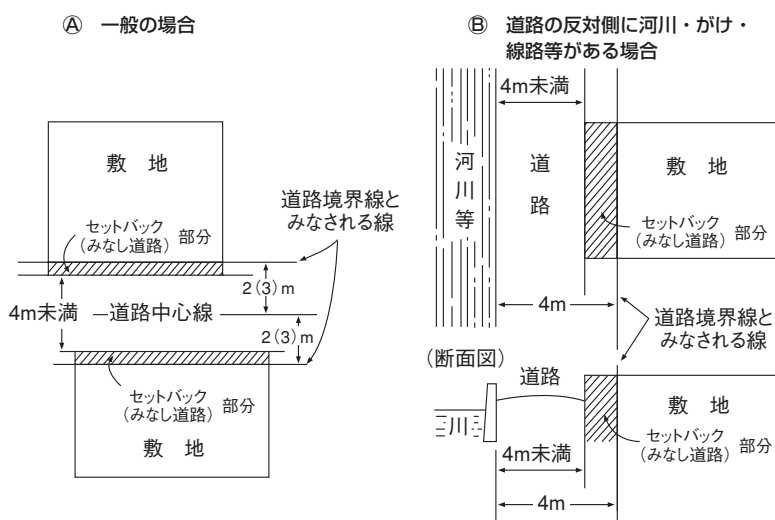 Ⓐ 一般の場合
敷 地
セットバック
(みなし道路) 部分
道路境界線と
みなされる線
2(3)m
4m未満
道路中心線
2(3)m
セットバック
(みなし道路) 部分
敷 地
Ⓑ 道路の反対側に河川・がけ・
線路等がある場合
4m未満
河川等
道路
敷 地
セットバック
(みなし道路) 部分
4m
道路境界線と
みなされる線
(断面図)
道路
川
敷 地
セットバック
(みなし道路) 部分
4m未満
4m